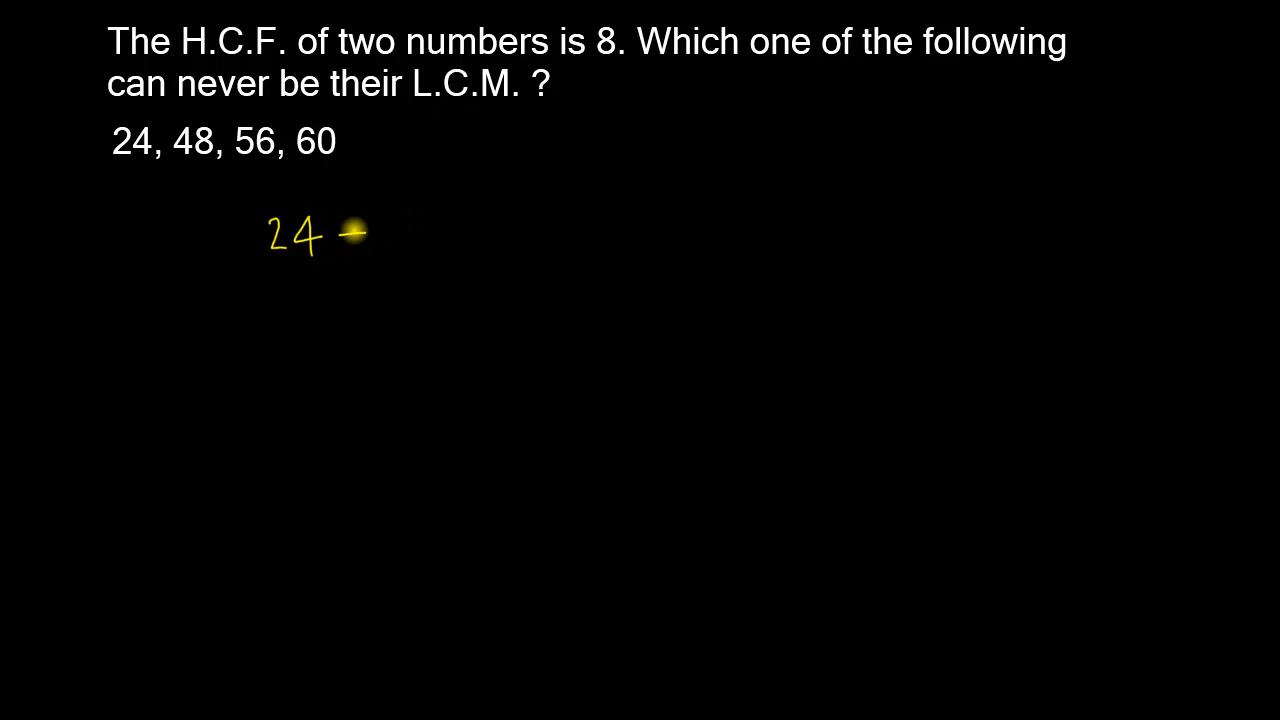 The H.C.F. of two numbers is 8. Which one of the following
can never be their L.C.M. ?
24, 48, 56, 60
24 –